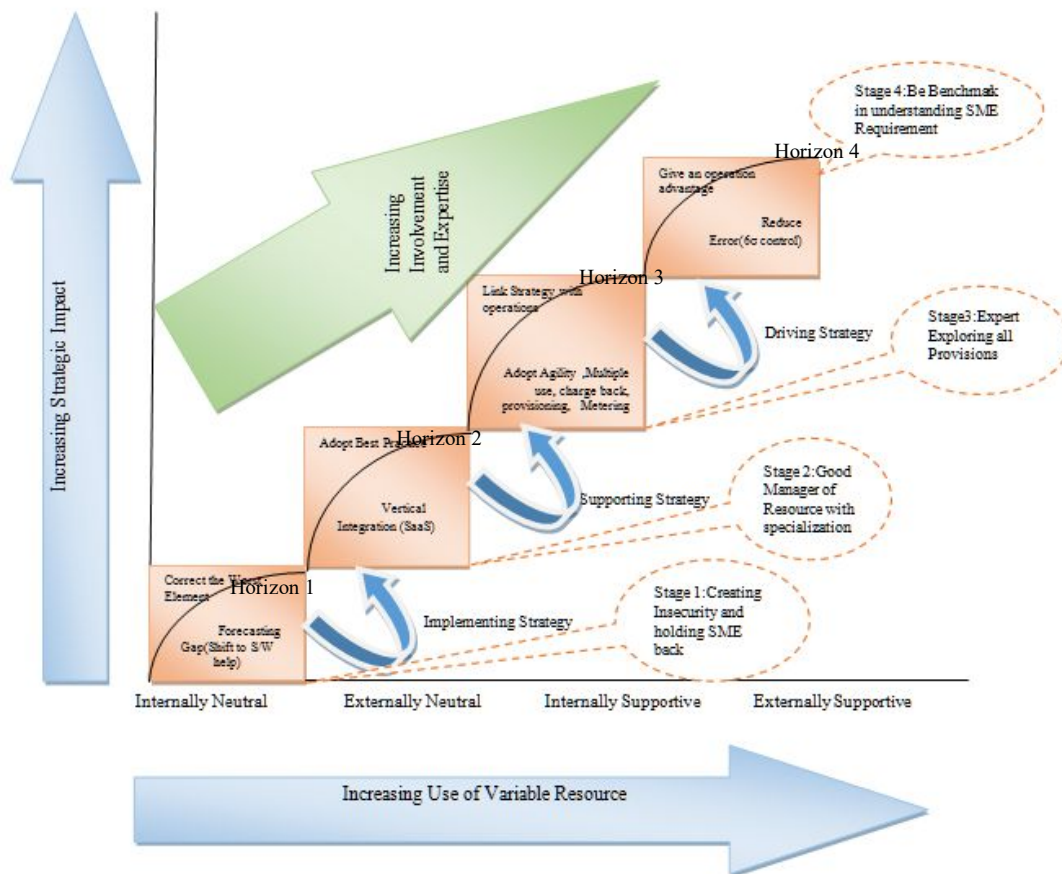 Stage 4:Be Benchmark
in understanding SME
Requirement
Horizon 4
Give an operation
advantage
Reduce
Error(6σ control)
Increasing
Involvement
and Expertise
Horizon 3
Link Strategy with
operations
Adopt Agility ,Multiple
use, charge back,
provisioning, Metering
Driving Strategy
Stage3:Expert
Exploring all
Provisions
Increasing Strategic Impact
Horizon 2
Adopt Best Practice
Vertical
Integration (SaaS)
Supporting Strategy
Stage 2:Good
Manager of
Resource with
specialization
Horizon 1
Correct the Worst
Element
Forecasting
Gap(Shift to S/W
help)
Implementing Strategy
Stage 1:Creating
Insecurity and
holding SME
back
Internally Neutral
Externally Neutral
Internally Supportive
Externally Supportive
Increasing Use of Variable Resource